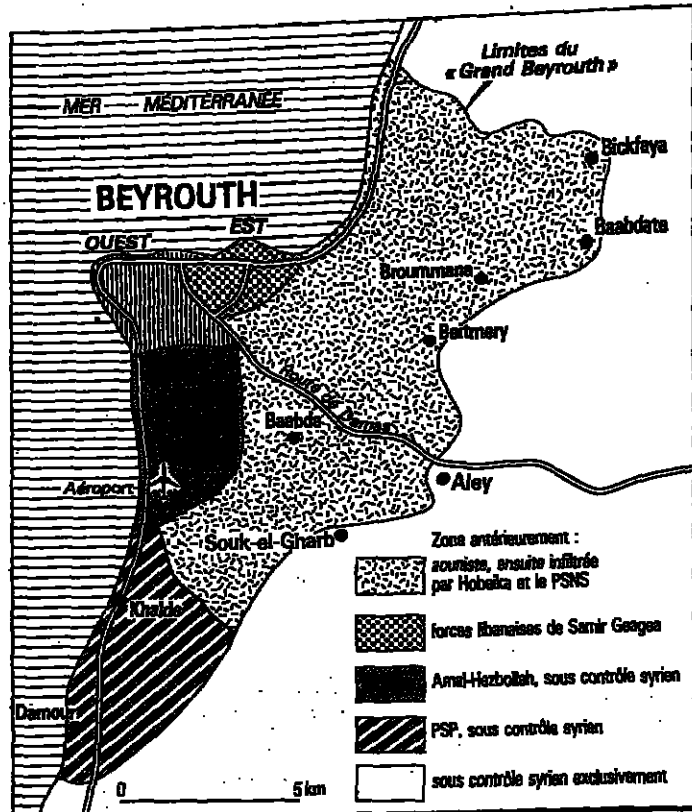 Limites du
« Grand Beyrouth »
MER MÉDITERRANÉE
Bickfaya
BEYROUTH
EST
OUEST
Baabdate
Broummana
Beitmery
Route de Damas
Baabda
Aéroport
Aley
Souk-el-Gharb
Zone antérieurement :
aouniste, ensuite infiltrée
par Hobeika et le PSNS
Khalde
forces libanaises de Samir Geagea
Amal-Hezbollah, sous contrôle syrien
Damour
PSP, sous contrôle syrien
0 5 km
sous contrôle syrien exclusivement